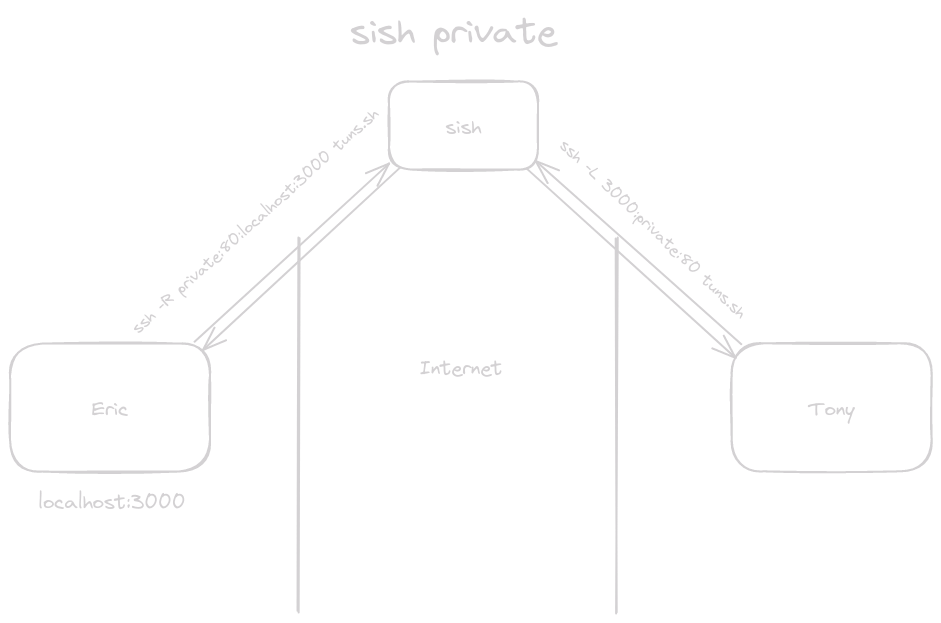 sish private
sish
ssh -R private:80:localhost:3000 tuns.sh
ssh -L 3000:private:80 tuns.sh
Internet
Eric
Tony
localhost:3000